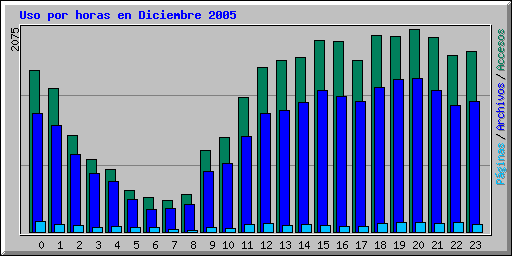 Uso por horas en Diciembre 2005
2075
Páginas / Archivos / Accesos
0 1 2 3 4 5 6 7 8 9 10 11 12 13 14 15 16 17 18 19 20 21 22 23